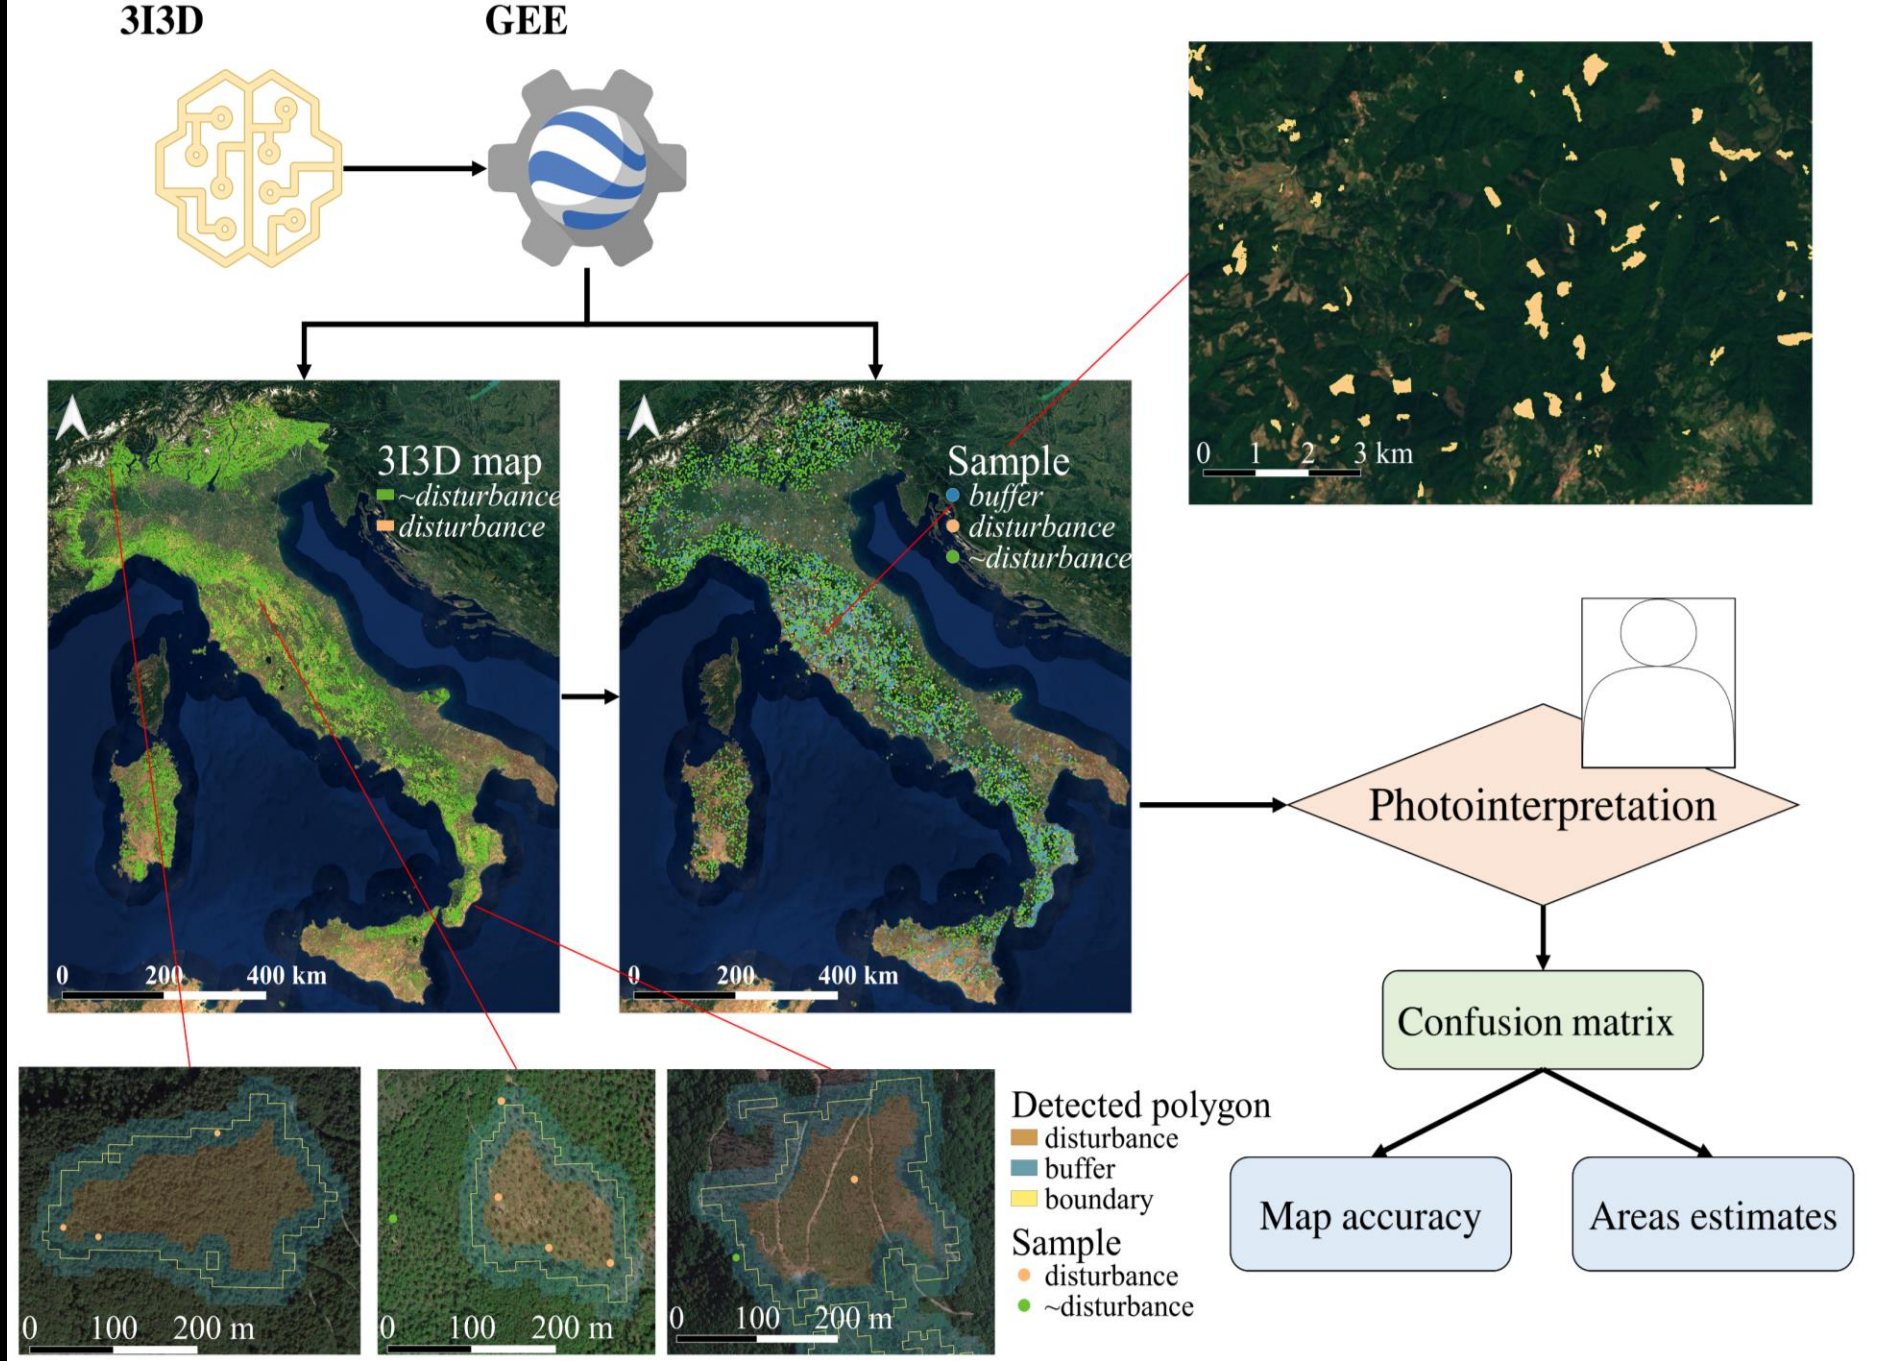 3I3D
GEE
0 1 2 3 km
3I3D map
~disturbance
disturbance
0 200 400 km
Sample
buffer
disturbance
~disturbance
0 200 400 km
Photointerpretation
Confusion matrix
Map accuracy
Areas estimates
0 100 200 m
0 100 200 m
0 100 200 m
Detected polygon
disturbance
buffer
boundary
Sample
disturbance
~disturbance